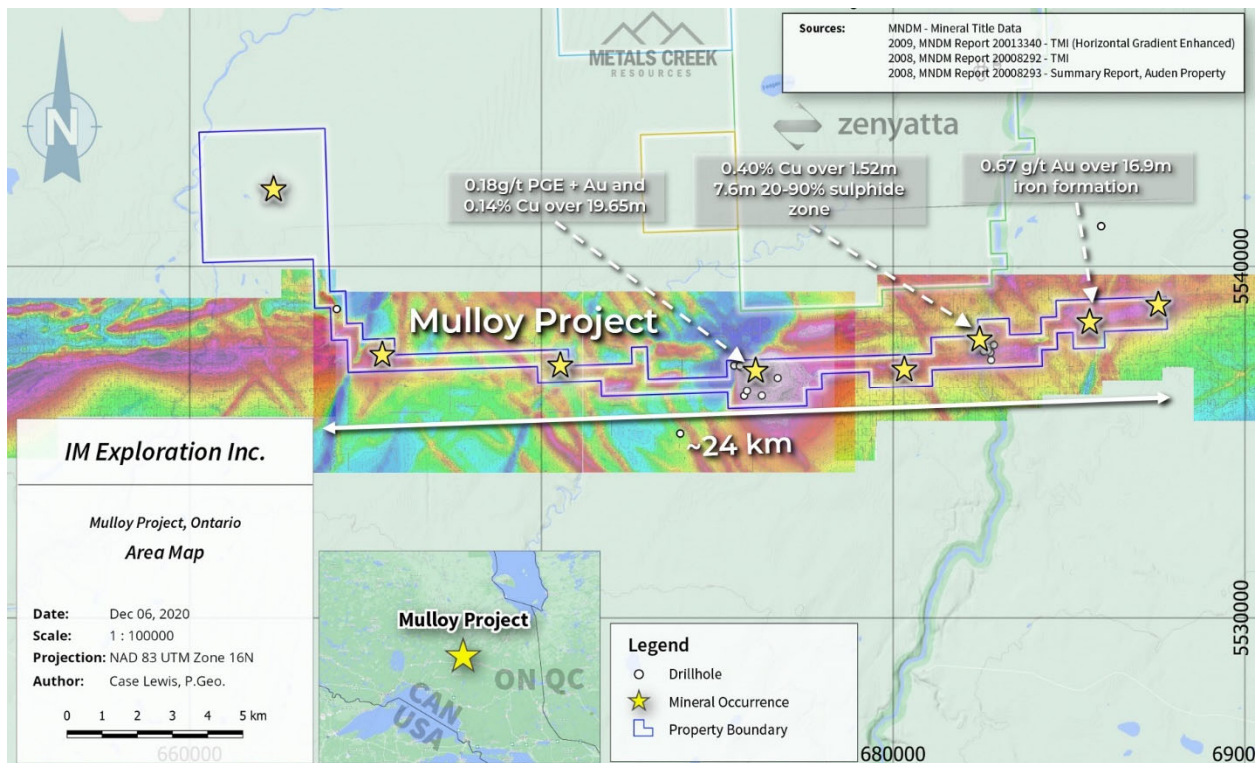 METALS CREEK
RESOURCES
Sources:
MNDM - Mineral Title Data
2009, MNDM Report 20013340 - TMI (Horizontal Gradient Enhanced)
2008, MNDM Report 20008292 - TMI
2008, MNDM Report 20008293 - Summary Report, Auden Property
N
zenyatta
0.18g/t PGE + Au and
0.14% Cu over 19.65m
0.40% Cu over 1.52m
7.6m 20-90% sulphide
zone
0.67 g/t Au over 16.9m
iron formation
5540000
Mulloy Project
~24 km
IM Exploration Inc.
Mulloy Project, Ontario
Area Map
Date: Dec 06, 2020
Scale: 1 : 100000
Projection: NAD 83 UTM Zone 16N
Author: Case Lewis, P.Geo.
0 1 2 3 4 5 km
660000
Mulloy Project
ON QC
CAN
USA
Legend
Drillhole
Mineral Occurrence
Property Boundary
5530000
680000
6900